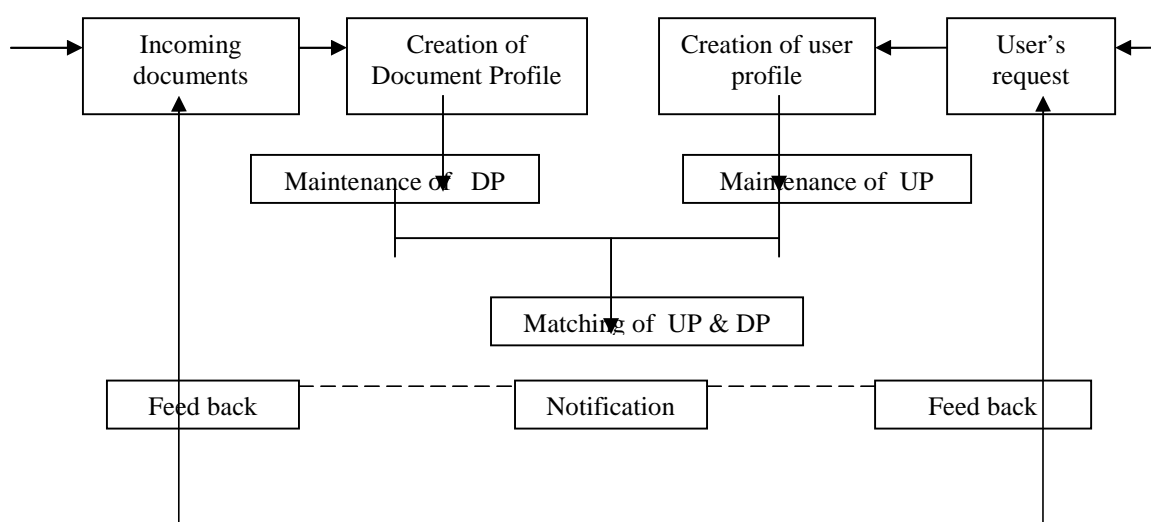 Incoming
documents
Creation of
Document Profile
Creation of user
profile
User's
request
Maintenance of DP
Maintenance of UP
Matching of UP & DP
Feed back
Notification
Feed back